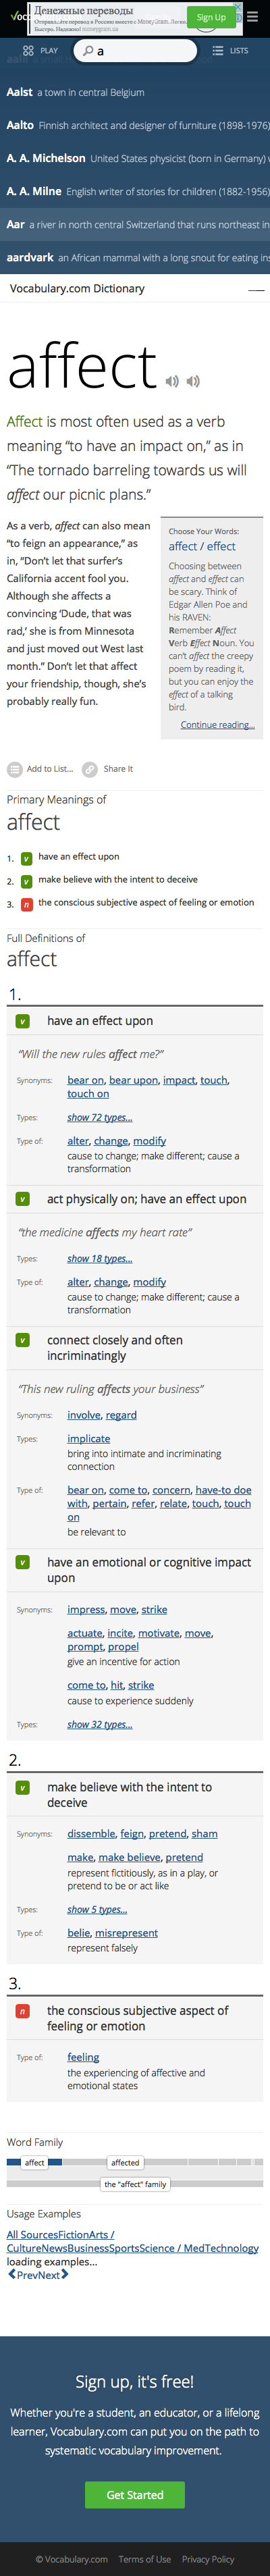 Денежные переводы
Отправка.
Быстро. Надежно! moneygram.ru
Sign Up
PLAY
a
LISTS
Aalst a town in central Belgium
Aalto Finnish architect and designer of furniture (1898-1976)
A. A. Michelson United States physicist (born in Germany)
A. A. Milne English writer of stories for children (1882-1956)
Aar a river in north central Switzerland that runs northeast in
aardvark an African mammal with a long snout for eating
Vocabulary.com Dictionary
affect
Affect is most often used as a verb
meaning “to have an impact on,” as in
“The tornado barreling towards us will
affect our picnic plans.”
As a verb, affect can also mean
“to feign an appearance,” as
in, “Don’t let that surfer’s
California accent fool you.
Although she affects a
convincing ‘Dude, that was
rad,’ she is from Minnesota
and just moved out West last
month.” Don’t let that affect
your friendship, though, she’s
probably really fun.
Choose Your Words:
affect / effect
Choosing between
affect and effect can
be scary. Think of
Edgar Allen Poe and
his RAVEN:
Remember Affect
Verb Effect Noun. You
can’t affect the creepy
poem by reading it,
but you can enjoy the
effect of a talking
bird.
Continue reading...
Add to List...
Share It
Primary Meanings of
affect
1. v have an effect upon
2. v make believe with the intent to deceive
3. n the conscious subjective aspect of feeling or emotion
Full Definitions of
affect
1.
v have an effect upon
“Will the new rules affect me?”
Synonyms: bear on, bear upon, impact, touch,
touch on
Types: show 72 types...
Type of: alter, change, modify
cause to change; make different; cause a
transformation
v act physically on; have an effect upon
“the medicine affects my heart rate”
Types: show 18 types...
Type of: alter, change, modify
cause to change; make different; cause a
transformation
v connect closely and often
incriminatingly
“This new ruling affects your business”
Synonyms: involve, regard
Types: implicate
bring into intimate and incriminating
connection
Type of: bear on, come to, concern, have-to doe
with, pertain, refer, relate, touch, touch
on
be relevant to
v have an emotional or cognitive impact
upon
Synonyms: impress, move, strike
actuate, incite, motivate, move,
prompt, propel
give an incentive for action
come to, hit, strike
cause to experience suddenly
Types: show 32 types...
2.
v make believe with the intent to
deceive
Synonyms: dissemble, feign, pretend, sham
make, make believe, pretend
represent fictitiously, as in a play, or
pretend to be or act like
Types: show 5 types...
Type of: belie, misrepresent
represent falsely
3.
n the conscious subjective aspect of
feeling or emotion
Type of: feeling
the experiencing of affective and
emotional states
Word Family
affect
affected
the "affect" family
Usage Examples
All SourcesFictionArts /
CultureNewsBusinessSportsScience / MedTechnology
loading examples...
PrevNext
Sign up, it's free!
Whether you're a student, an educator, or a lifelong
learner, Vocabulary.com can put you on the path to
systematic vocabulary improvement.
Get Started
© Vocabulary.com Terms of Use Privacy Policy